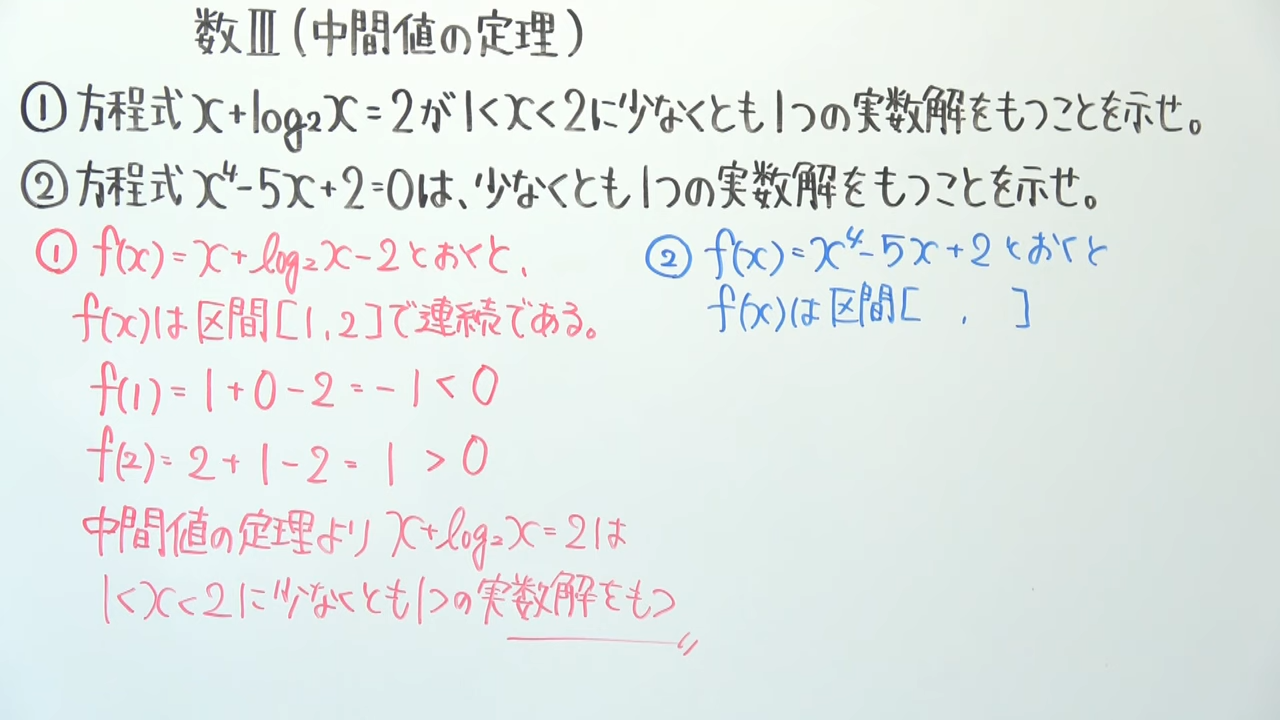 数Ⅲ(中間値の定理)
① 方程式 x+log₂x=2が1<x<2に少なくとも1つの実数解をもつことを示せ。
② 方程式 x⁴-5x+2=0は、少なくとも1つの実数解をもつことを示せ。
① f(x)=x+log₂x-2とおくと、
f(x)は区間[1,2]で連続である。
f(1)=1+0-2=-1<0
f(2)=2+1-2=1>0
中間値の定理より x+log₂x=2は
1<x<2に少なくとも1つの実数解をもつ
② f(x)=x⁴-5x+2とおくと
f(x)は区間[ , ]